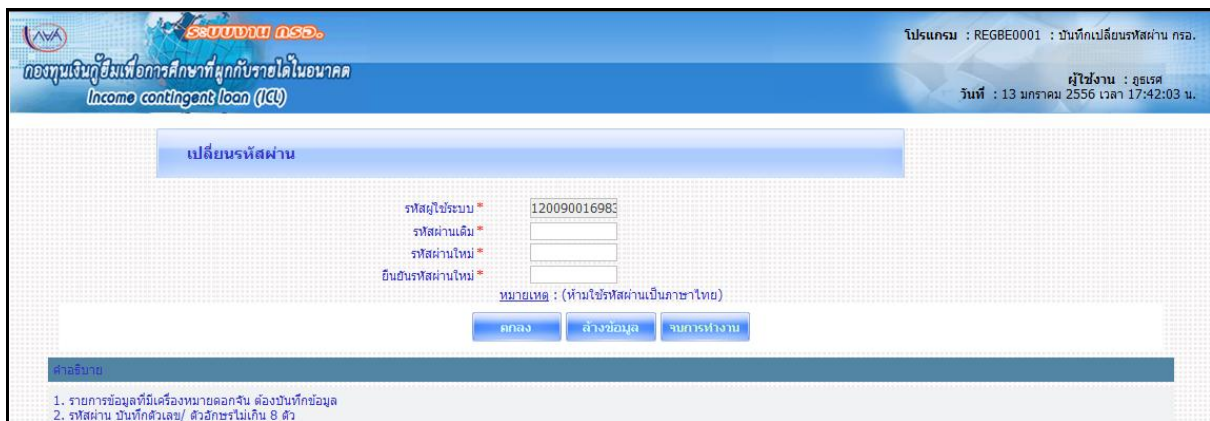 ระบบงาน กรอ.
กองทุนเงินกู้ยืมเพื่อการศึกษาที่ผูกกับรายได้ในอนาคต
Income contingent loan (ICL)
โปรแกรม : REGBE0001 : บันทึกเปลี่ยนรหัสผ่าน กรอ.
ผู้ใช้งาน : ภูธเรศ
วันที่ : 13 มกราคม 2556 เวลา 17:42:03 น.
เปลี่ยนรหัสผ่าน
รหัสผู้ใช้ระบบ * 120090016983
รหัสผ่านเดิม *
รหัสผ่านใหม่ *
ยืนยันรหัสผ่านใหม่ *
หมายเหตุ : (ห้ามใช้รหัสผ่านเป็นภาษาไทย)
ตกลง ล้างข้อมูล จบการทำงาน
คำอธิบาย
1. รายการข้อมูลที่มีเครื่องหมายดอกจัน ต้องบันทึกข้อมูล
2. รหัสผ่าน บันทึกตัวเลข/ ตัวอักษรไม่เกิน 8 ตัว